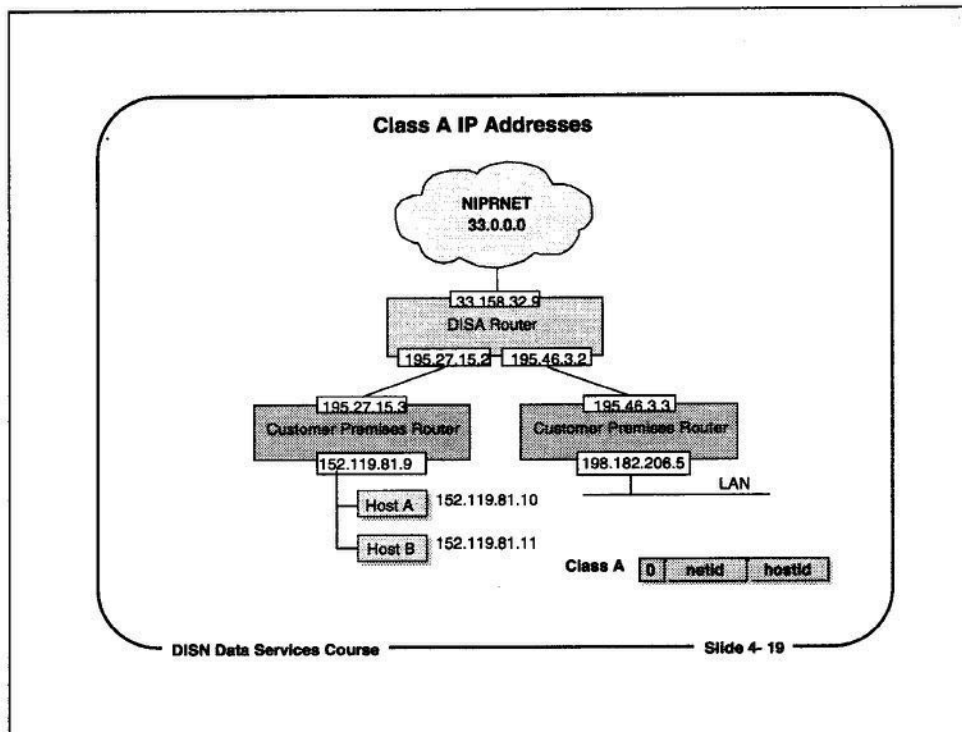 Class A IP Addresses
NIPRNET
33.0.0.0
33.158.32.9
DISA Router
195.27.15.2 195.46.3.2
195.27.15.3 195.46.3.3
Customer Premises Router Customer Premises Router
152.119.81.9 198.182.206.5
LAN
Host A 152.119.81.10
Host B 152.119.81.11
Class A 0 netid hostid
DISN Data Services Course Slide 4- 19